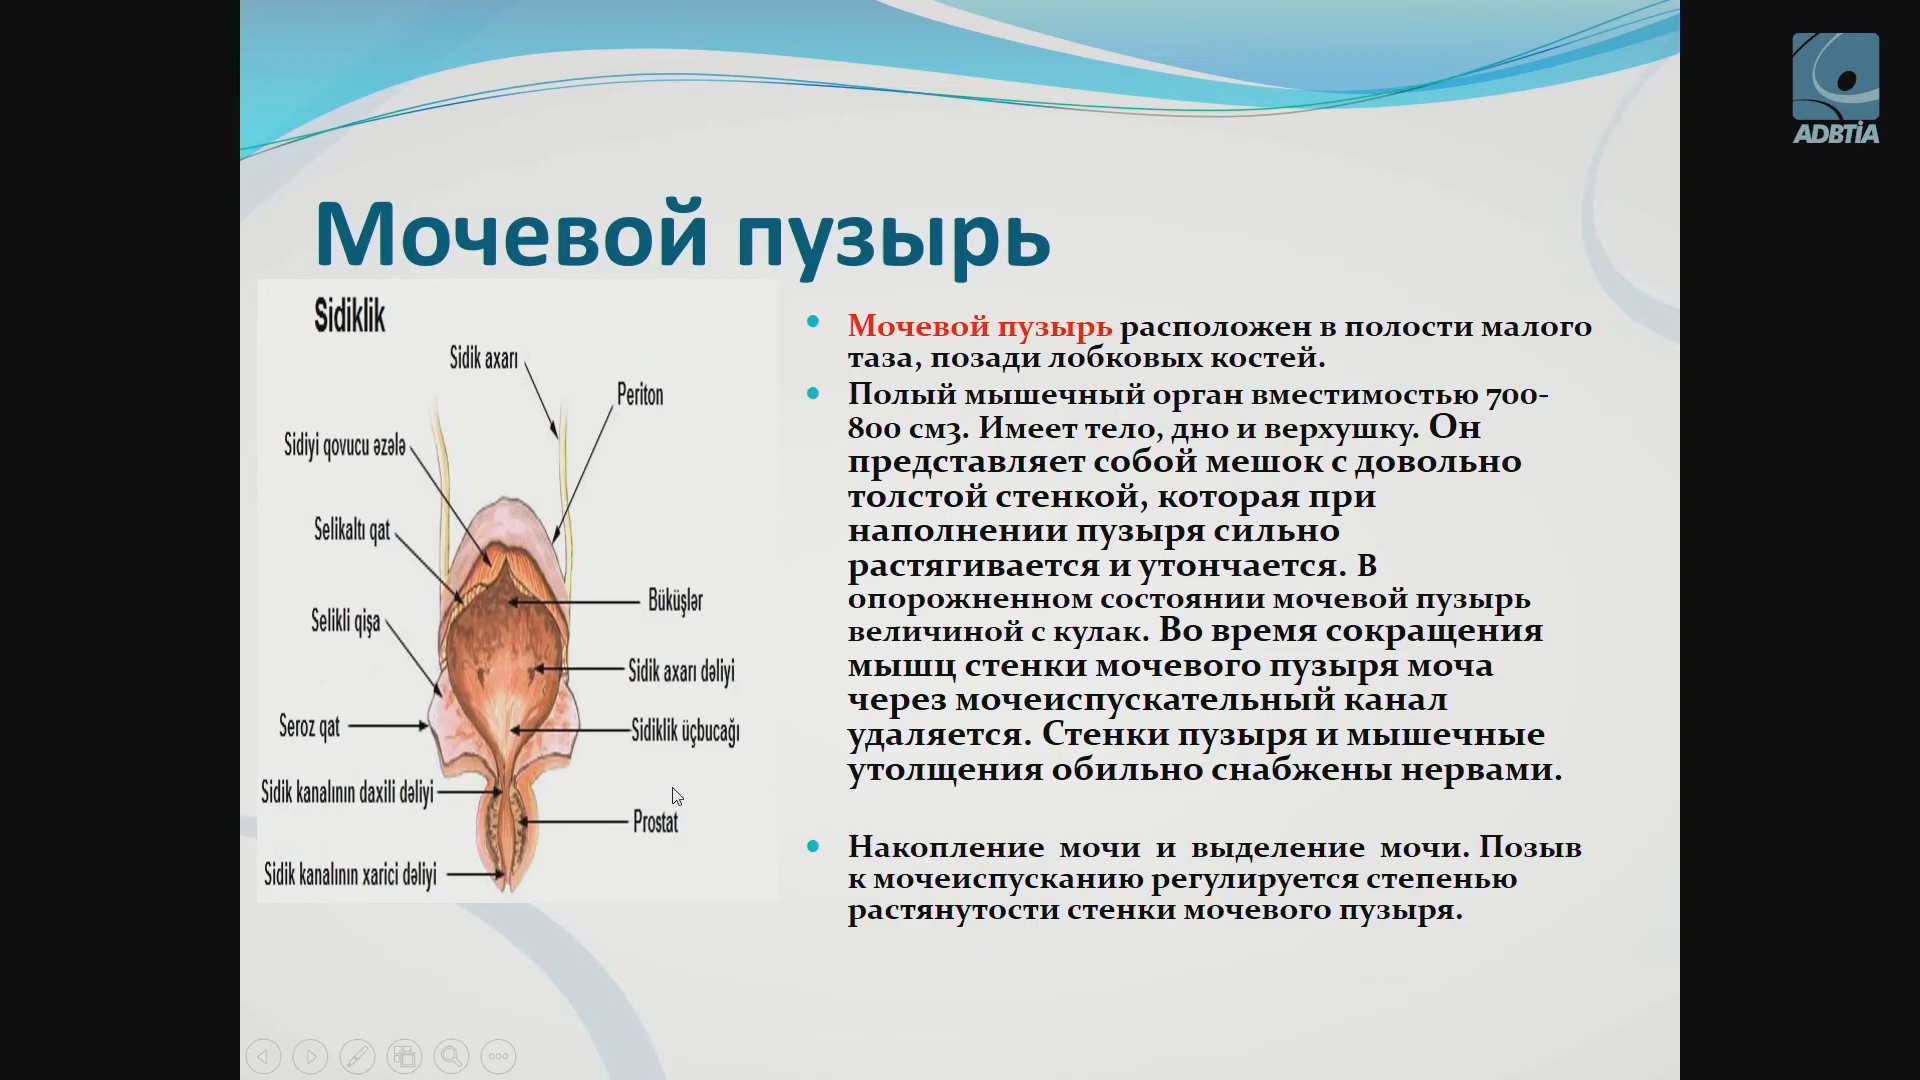 ADBTİA
Мочевой пузырь
Sidiklik
Sidik axarı
Periton
Sidiyi qovucu əzələ
Selikaltı qat
Büküşlər
Selikli qişa
Sidik axarı dəliyi
Seroz qat
Sidiklik üçbucağı
Sidik kanalının daxili dəliyi
Prostat
Sidik kanalının xarici dəliyi
Мочевой пузырь расположен в полости малого
таза, позади лобковых костей.
Полый мышечный орган вместимостью 700-
800 см3. Имеет тело, дно и верхушку. Он
представляет собой мешок с довольно
толстой стенкой, которая при
наполнении пузыря сильно
растягивается и утончается. В
опорожненном состоянии мочевой пузырь
величиной с кулак. Во время сокращения
мышц стенки мочевого пузыря моча
через мочеиспускательный канал
удаляется. Стенки пузыря и мышечные
утолщения обильно снабжены нервами.
Накопление мочи и выделение мочи. Позыв
к мочеиспусканию регулируется степенью
растянутости стенки мочевого пузыря.